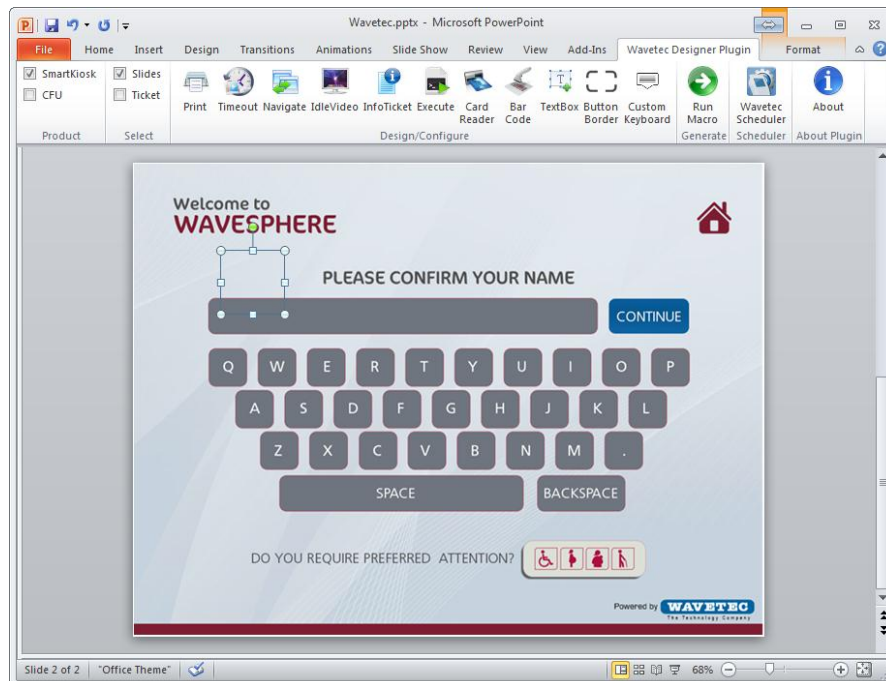 Wavetec.pptx - Microsoft PowerPoint
File Home Insert Design Transitions Animations Slide Show Review View Add-Ins Wavetec Designer Plugin Format
SmartKiosk Slides
CFU Ticket
Print Timeout Navigate IdleVideo InfoTicket Execute Card Reader Bar Code TextBox Button Border Custom Keyboard Run Macro Wavetec Scheduler About
Product Select Design/Configure Generate Scheduler About Plugin
Welcome to
WAVESPHERE
PLEASE CONFIRM YOUR NAME
CONTINUE
Q W E R T Y U I O P
A S D F G H J K L
Z X C V B N M .
SPACE BACKSPACE
DO YOU REQUIRE PREFERRED ATTENTION?
Powered by WAVETEC
The Technology Company
Slide 2 of 2 "Office Theme" 68%